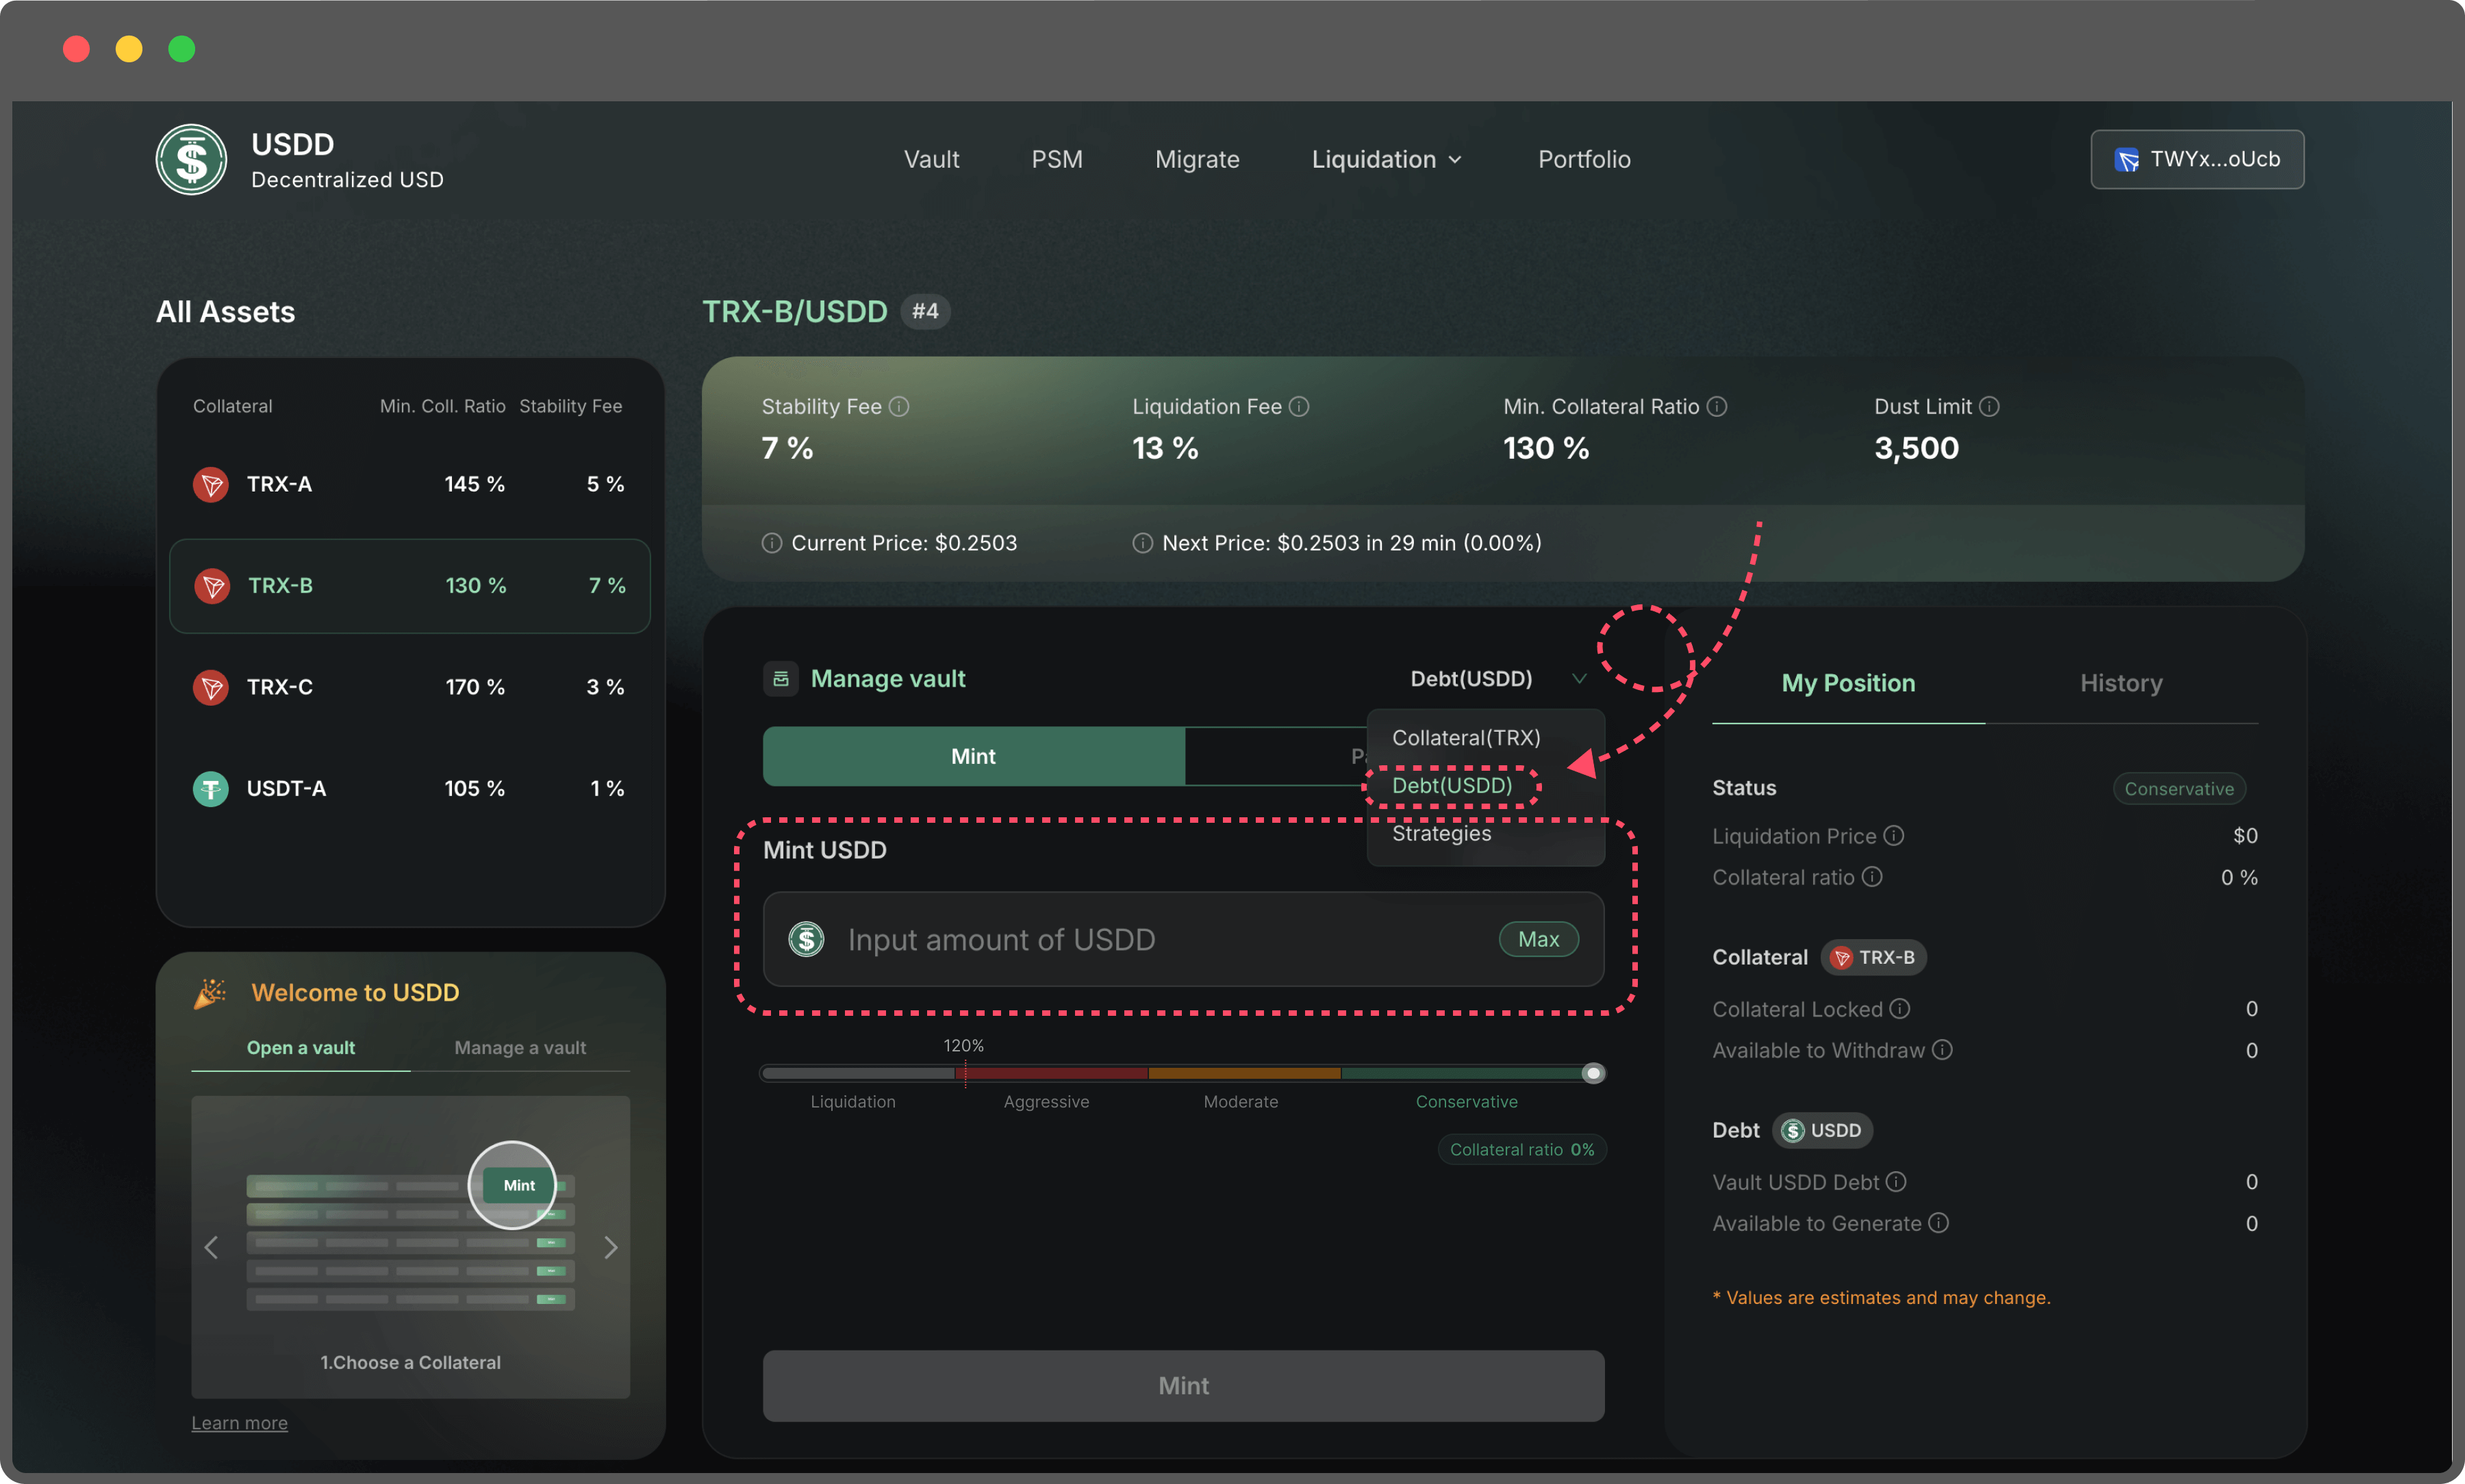 USDD
Decentralized USD
Vault
PSM
Migrate
Liquidation
Portfolio
TWYx...oUcb
All Assets
Collateral Min. Coll. Ratio Stability Fee
TRX-A 145 % 5 %
TRX-B 130 % 7 %
TRX-C 170 % 3 %
USDT-A 105 % 1 %
Welcome to USDD
Open a vault Manage a vault
Mint
1.Choose a Collateral
Learn more
TRX-B/USDD #4
Stability Fee Liquidation Fee Min. Collateral Ratio Dust Limit
7 % 13 % 130 % 3,500
Current Price: $0.2503 Next Price: $0.2503 in 29 min (0.00%)
Manage vault Debt(USDD)
Mint
Collateral(TRX)
Debt(USDD)
Strategies
Mint USDD
Input amount of USDD Max
120%
Liquidation Aggressive Moderate Conservative
Collateral ratio 0%
Mint
My Position History
Status Conservative
Liquidation Price $0
Collateral ratio 0 %
Collateral TRX-B
Collateral Locked 0
Available to Withdraw 0
Debt USDD
Vault USDD Debt 0
Available to Generate 0
* Values are estimates and may change.